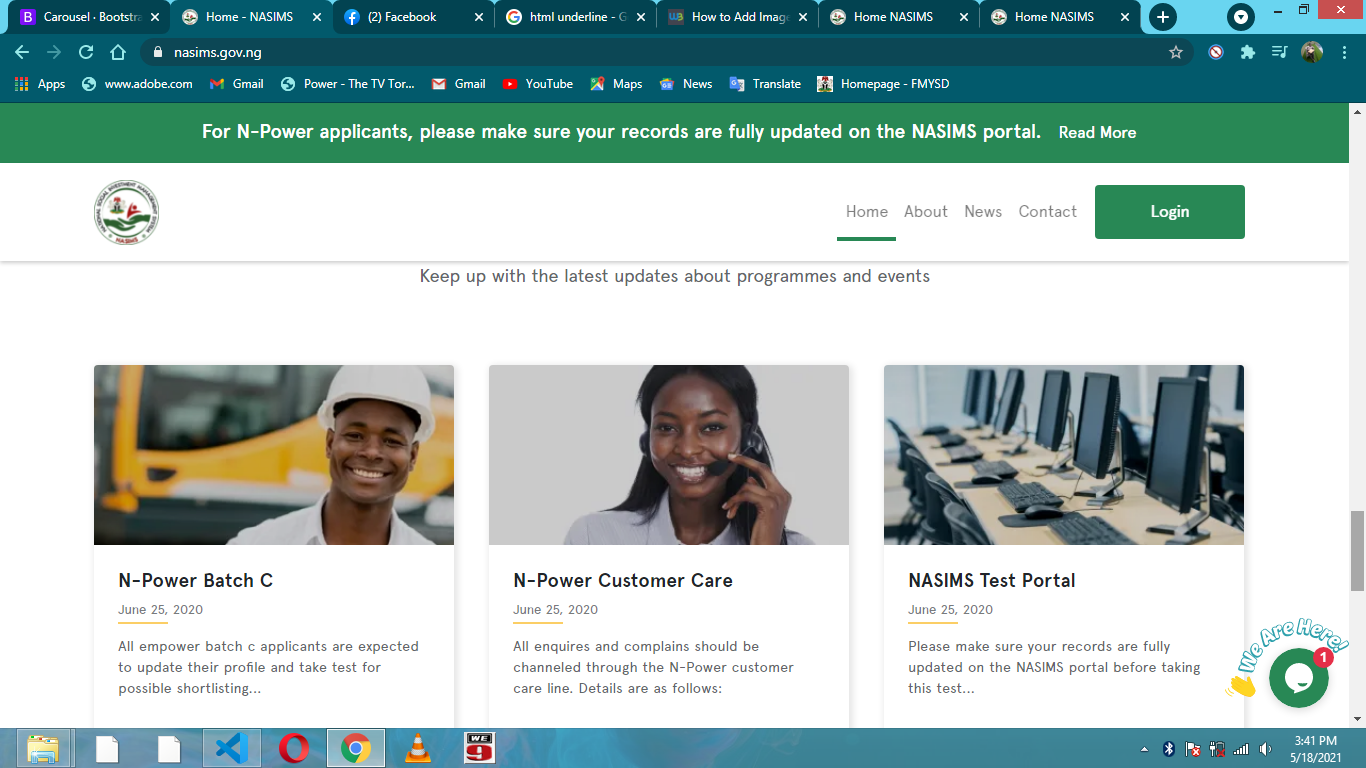 Carousel · Bootstra
Home - NASIMS
(2) Facebook
html underline - G
How to Add Image
Home NASIMS
Home NASIMS
nasims.gov.ng
Apps
www.adobe.com
Gmail
Power - The TV Tor...
Gmail
YouTube
Maps
News
Translate
Homepage - FMYSD
For N-Power applicants, please make sure your records are fully updated on the NASIMS portal. Read More
NATIONAL SOCIAL INVESTMENT MANAGEMENT SYSTEM
NASIMS
Home
About
News
Contact
Login
Keep up with the latest updates about programmes and events
N-Power Batch C
June 25, 2020
All empower batch c applicants are expected
to update their profile and take test for
possible shortlisting...
N-Power Customer Care
June 25, 2020
All enquires and complains should be
channeled through the N-Power customer
care line. Details are as follows:
NASIMS Test Portal
June 25, 2020
Please make sure your records are fully
updated on the NASIMS portal before taking
this test...
We Are Here!
1
WE
9
3:41 PM
5/18/2021